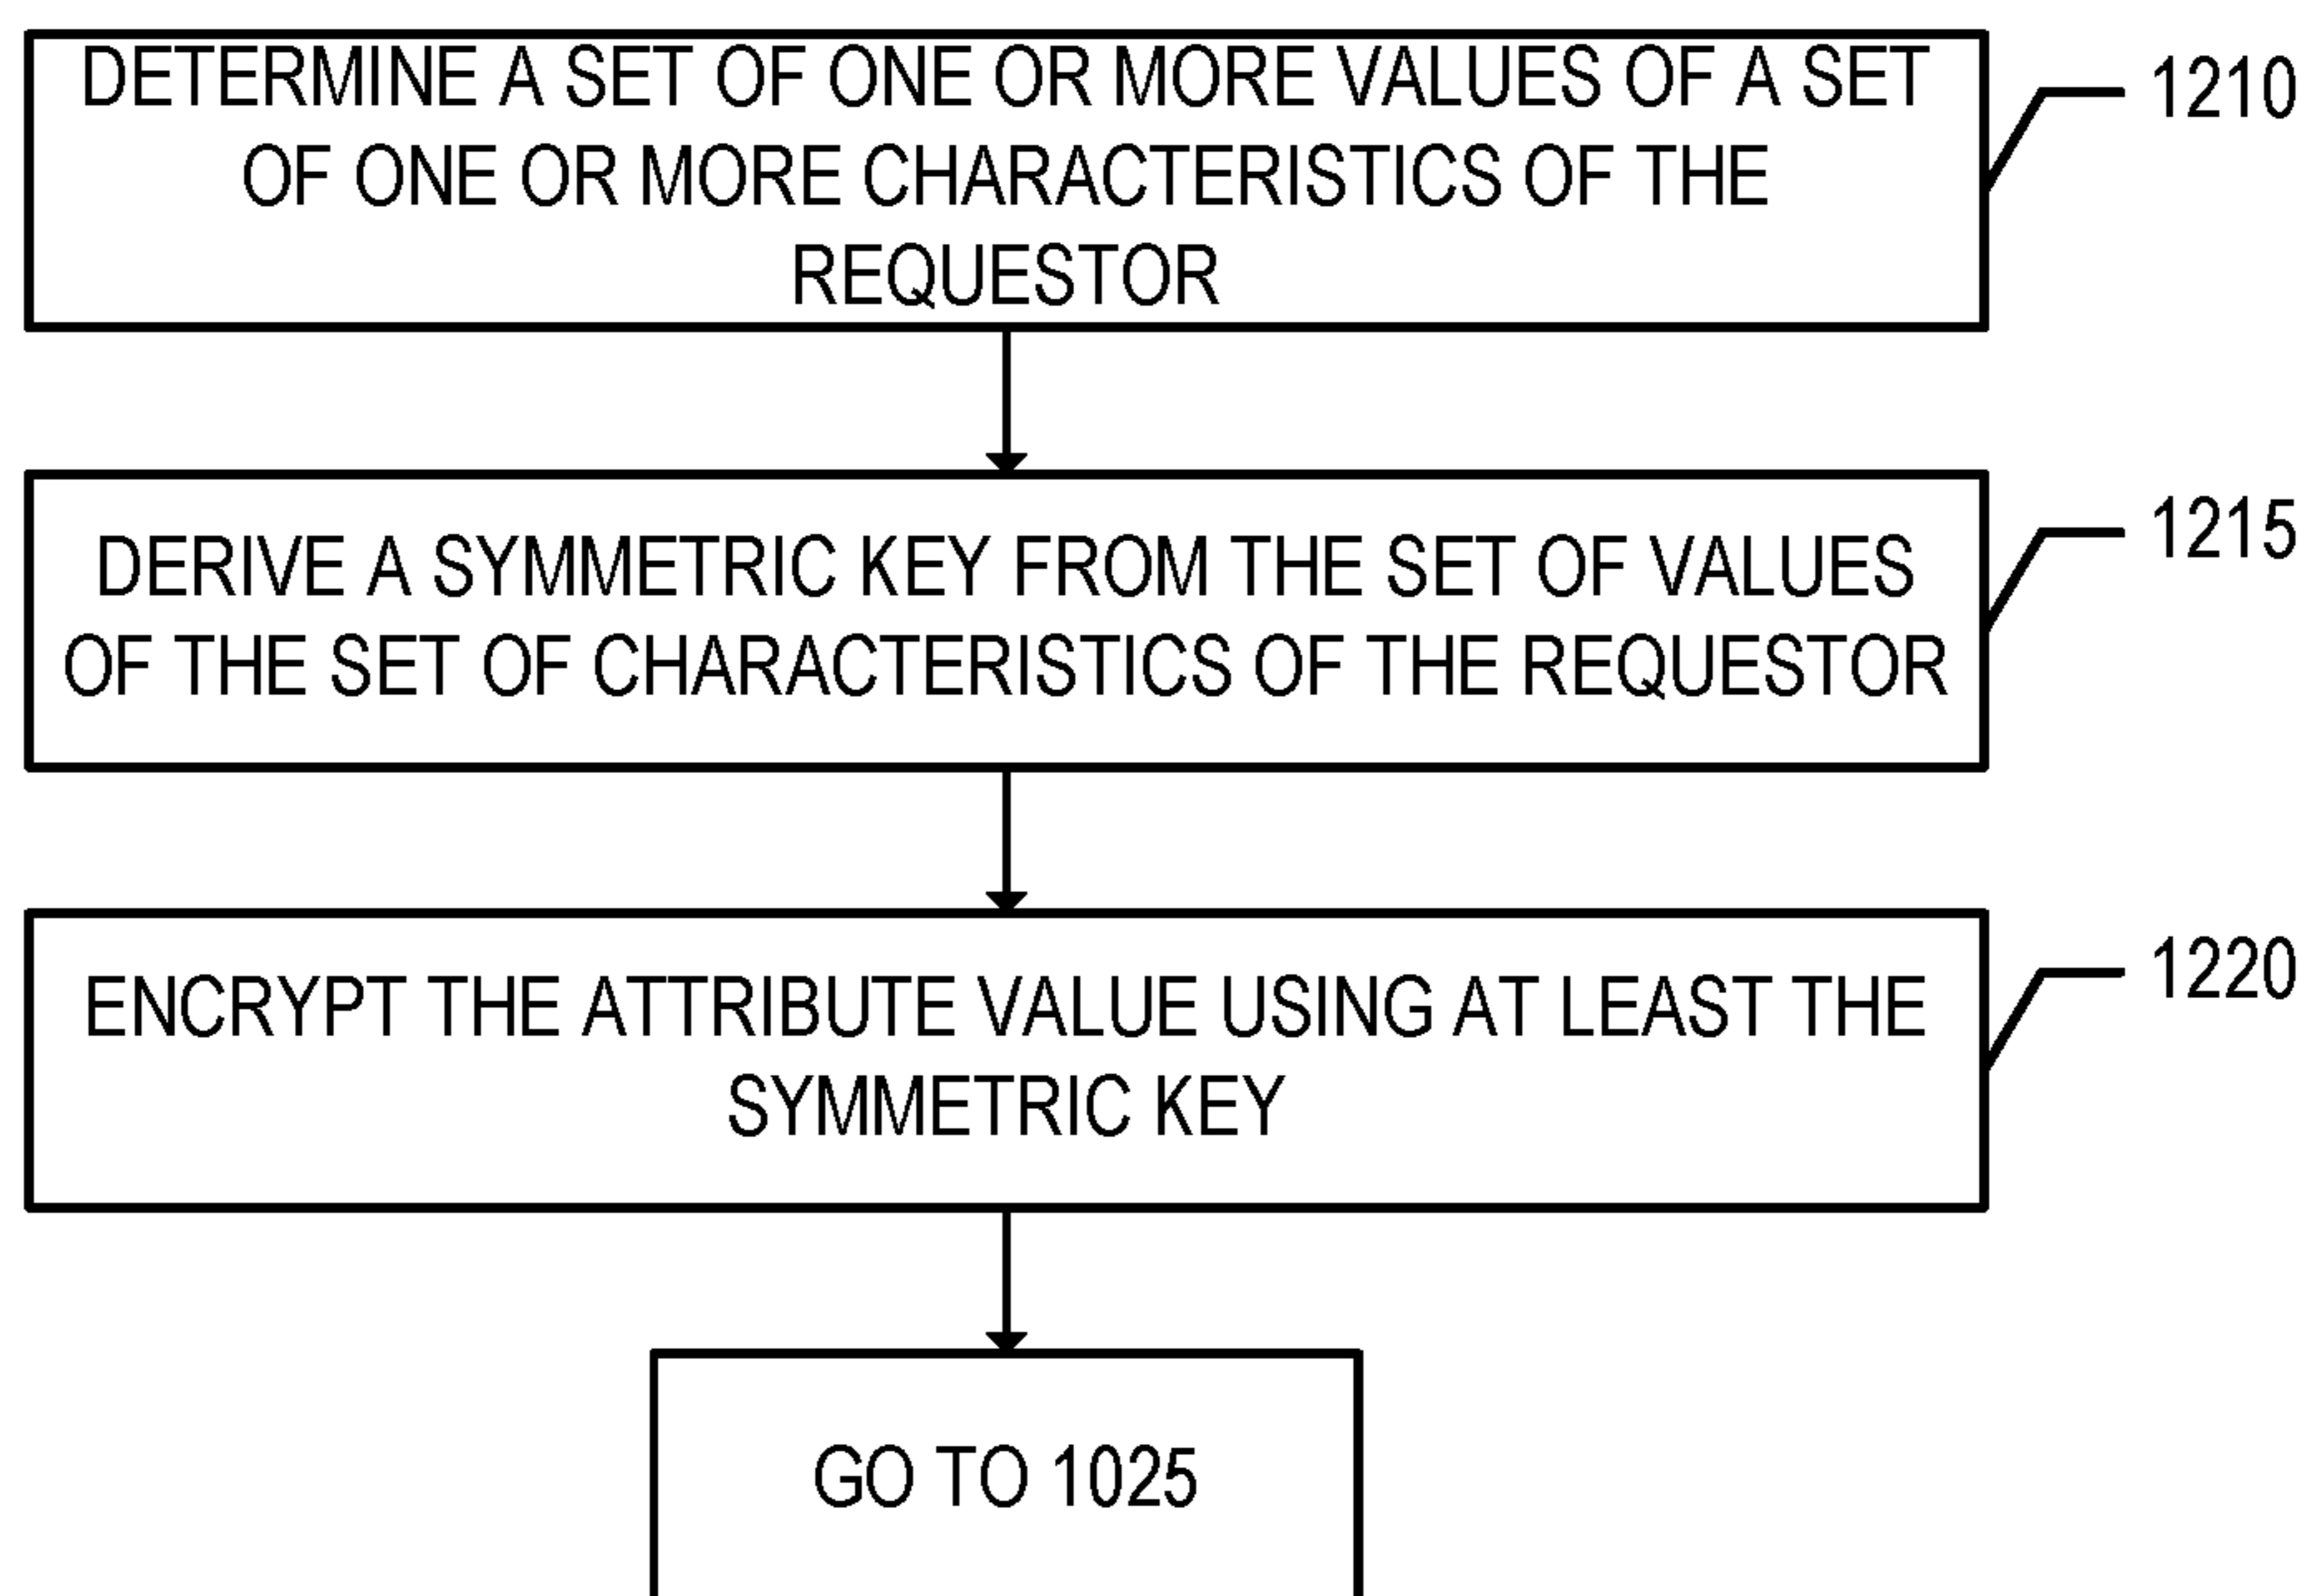 DETERMINE A SET OF ONE OR MORE VALUES OF A SET
OF ONE OR MORE CHARACTERISTICS OF THE
REQUESTOR
1210
DERIVE A SYMMETRIC KEY FROM THE SET OF VALUES
OF THE SET OF CHARACTERISTICS OF THE REQUESTOR
1215
ENCRYPT THE ATTRIBUTE VALUE USING AT LEAST THE
SYMMETRIC KEY
1220
GO TO 1025